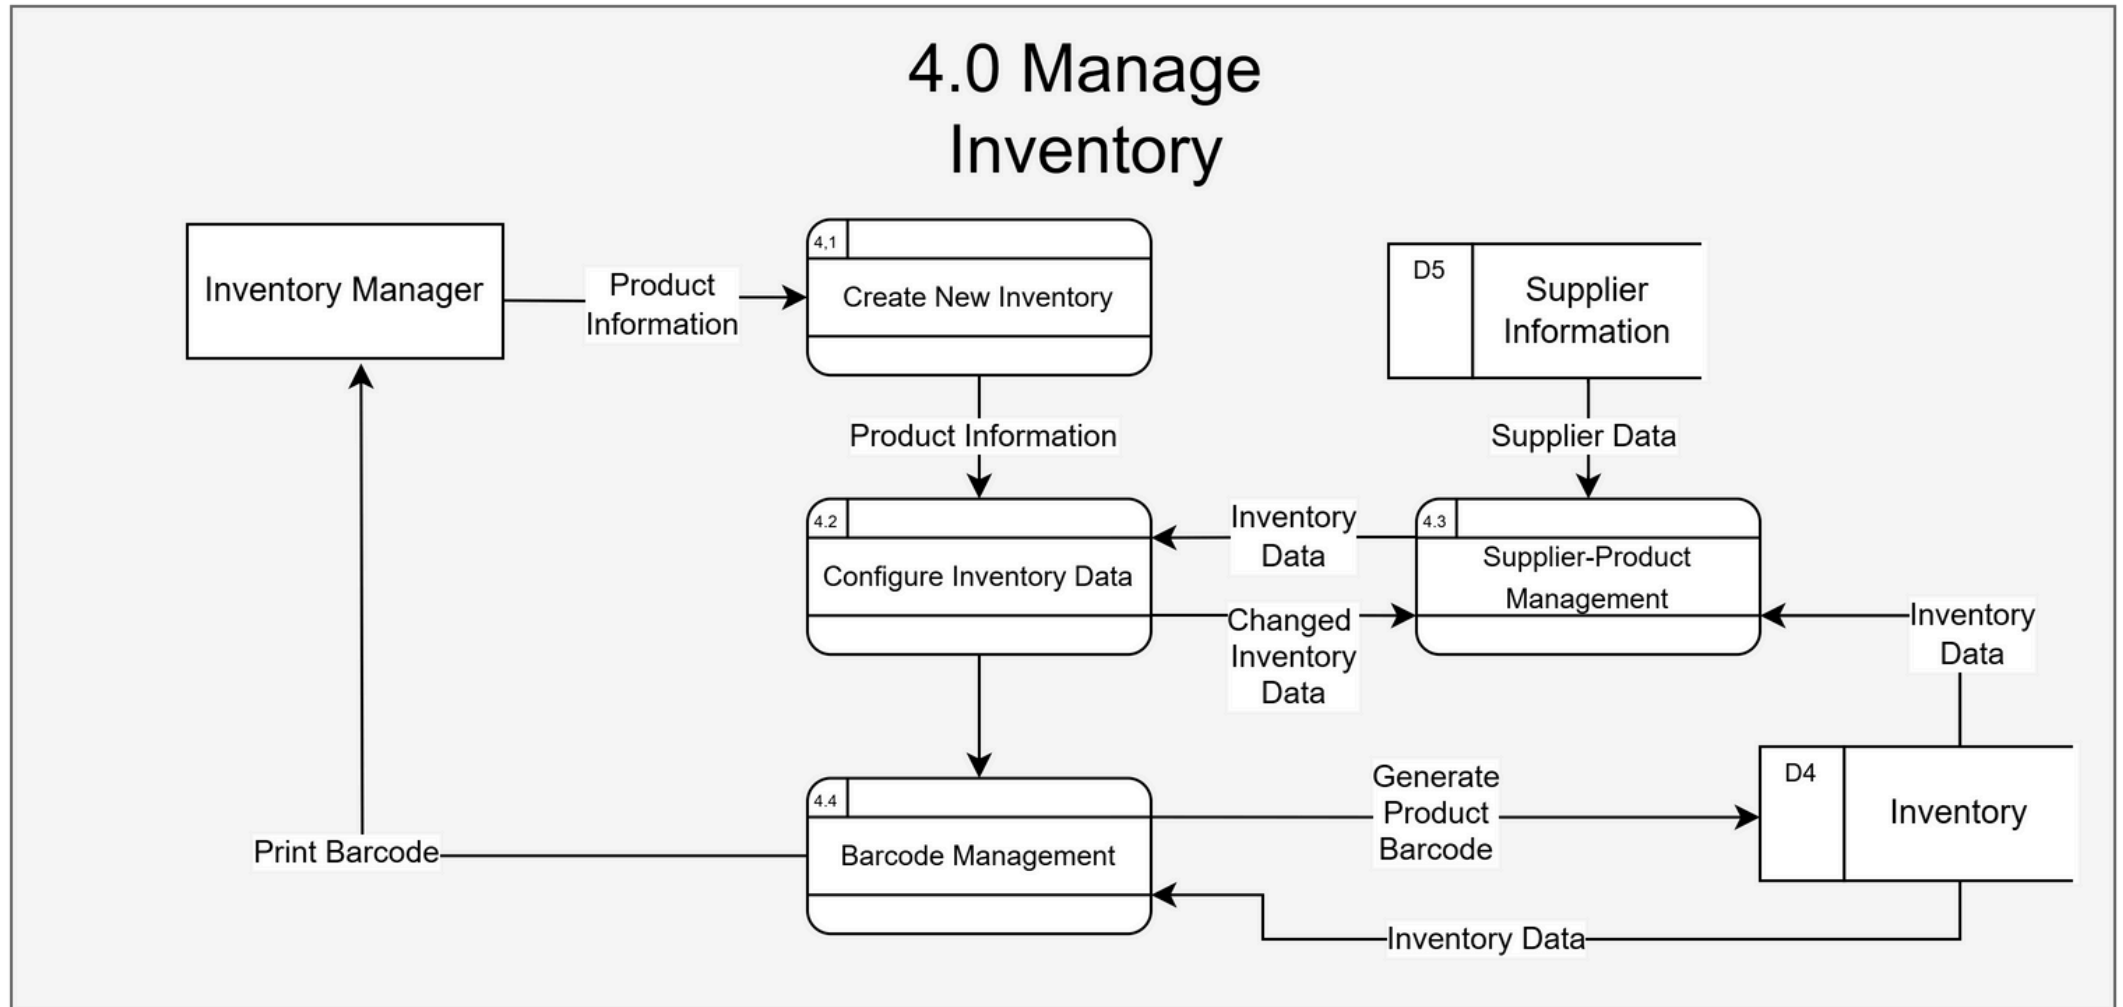 4.0 Manage
Inventory
Inventory Manager
Product
Information
4,1
Create New Inventory
D5
Supplier
Information
Product Information
Supplier Data
4.2
Configure Inventory Data
Inventory
Data
4.3
Supplier-Product
Management
Changed
Inventory
Data
Inventory
Data
4.4
Barcode Management
Generate
Product
Barcode
D4
Inventory
Print Barcode
Inventory Data